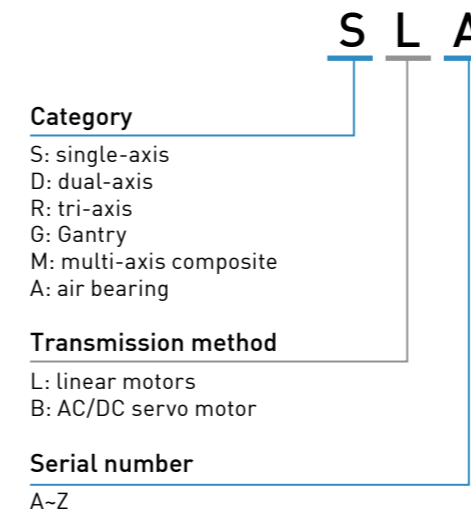 S L A
Category
S: single-axis
D: dual-axis
R: tri-axis
G: Gantry
M: multi-axis composite
A: air bearing
Transmission method
L: linear motors
B: AC/DC servo motor
Serial number
A~Z